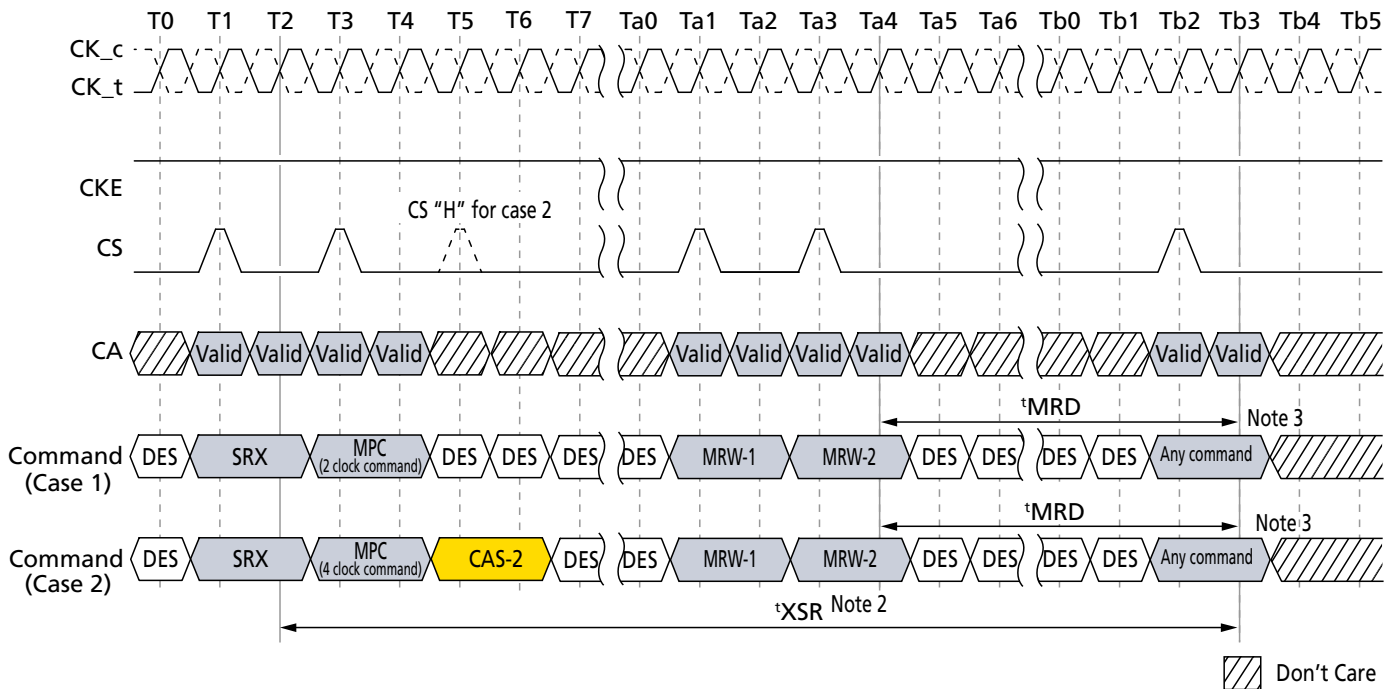 T0 T1 T2 T3 T4 T5 T6 T7 Ta0 Ta1 Ta2 Ta3 Ta4 Ta5 Ta6 Tb0 Tb1 Tb2 Tb3 Tb4 Tb5
CK_c
CK_t
CKE
CS "H" for case 2
CS
CA Valid Valid Valid Valid Valid Valid Valid Valid Valid Valid
tMRD Note 3
Command (Case 1) DES SRX MPC (2 clock command) DES DES DES DES MRW-1 MRW-2 DES DES DES DES Any command
tMRD Note 3
Command (Case 2) DES SRX MPC (4 clock command) CAS-2 DES DES MRW-1 MRW-2 DES DES DES DES Any command
tXSR Note 2
Don't Care